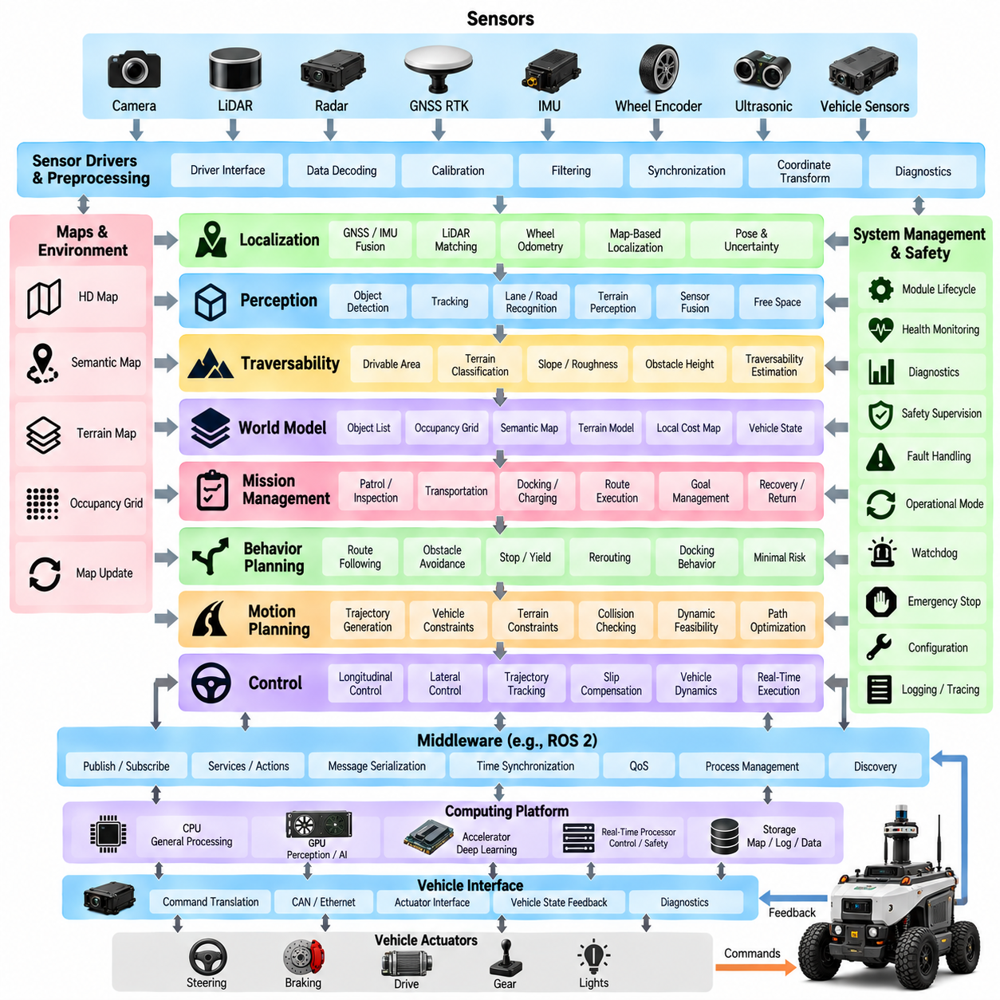 Sensors
Camera
LiDAR
Radar
GNSS RTK
IMU
Wheel Encoder
Ultrasonic
Vehicle Sensors
Sensor Drivers
& Preprocessing
Driver Interface
Data Decoding
Calibration
Filtering
Synchronization
Coordinate
Transform
Diagnostics
Maps &
Environment
HD Map
Semantic Map
Terrain Map
Occupancy Grid
Map Update
Localization
GNSS / IMU
Fusion
LiDAR
Matching
Wheel
Odometry
Map-Based
Localization
Pose &
Uncertainty
Perception
Object
Detection
Tracking
Lane / Road
Recognition
Terrain
Perception
Sensor
Fusion
Free Space
Traversability
Drivable Area
Terrain
Classification
Slope / Roughness
Obstacle Height
Traversability
Estimation
World Model
Object List
Occupancy Grid
Semantic Map
Terrain Model
Local Cost Map
Vehicle State
Mission
Management
Patrol /
Inspection
Transportation
Docking /
Charging
Route
Execution
Goal
Management
Recovery /
Return
Behavior
Planning
Route
Following
Obstacle
Avoidance
Stop / Yield
Rerouting
Docking
Behavior
Minimal Risk
Motion
Planning
Trajectory
Generation
Vehicle
Constraints
Terrain
Constraints
Collision
Checking
Dynamic
Feasibility
Path
Optimization
Control
Longitudinal
Control
Lateral
Control
Trajectory
Tracking
Slip
Compensation
Vehicle
Dynamics
Real-Time
Execution
System Management
& Safety
Module Lifecycle
Health Monitoring
Diagnostics
Safety Supervision
Fault Handling
Operational Mode
Watchdog
Emergency Stop
Configuration
Logging / Tracing
Middleware (e.g., ROS 2)
Publish / Subscribe
Services / Actions
Message Serialization
Time Synchronization
QoS
Process Management
Discovery
Computing Platform
CPU
General Processing
GPU
Perception / AI
Accelerator
Deep Learning
Real-Time Processor
Control / Safety
Storage
Map / Log / Data
Vehicle Interface
Command Translation
CAN / Ethernet
Actuator Interface
Vehicle State Feedback
Diagnostics
Feedback
Vehicle Actuators
Steering
Braking
Drive
Gear
Lights
Commands